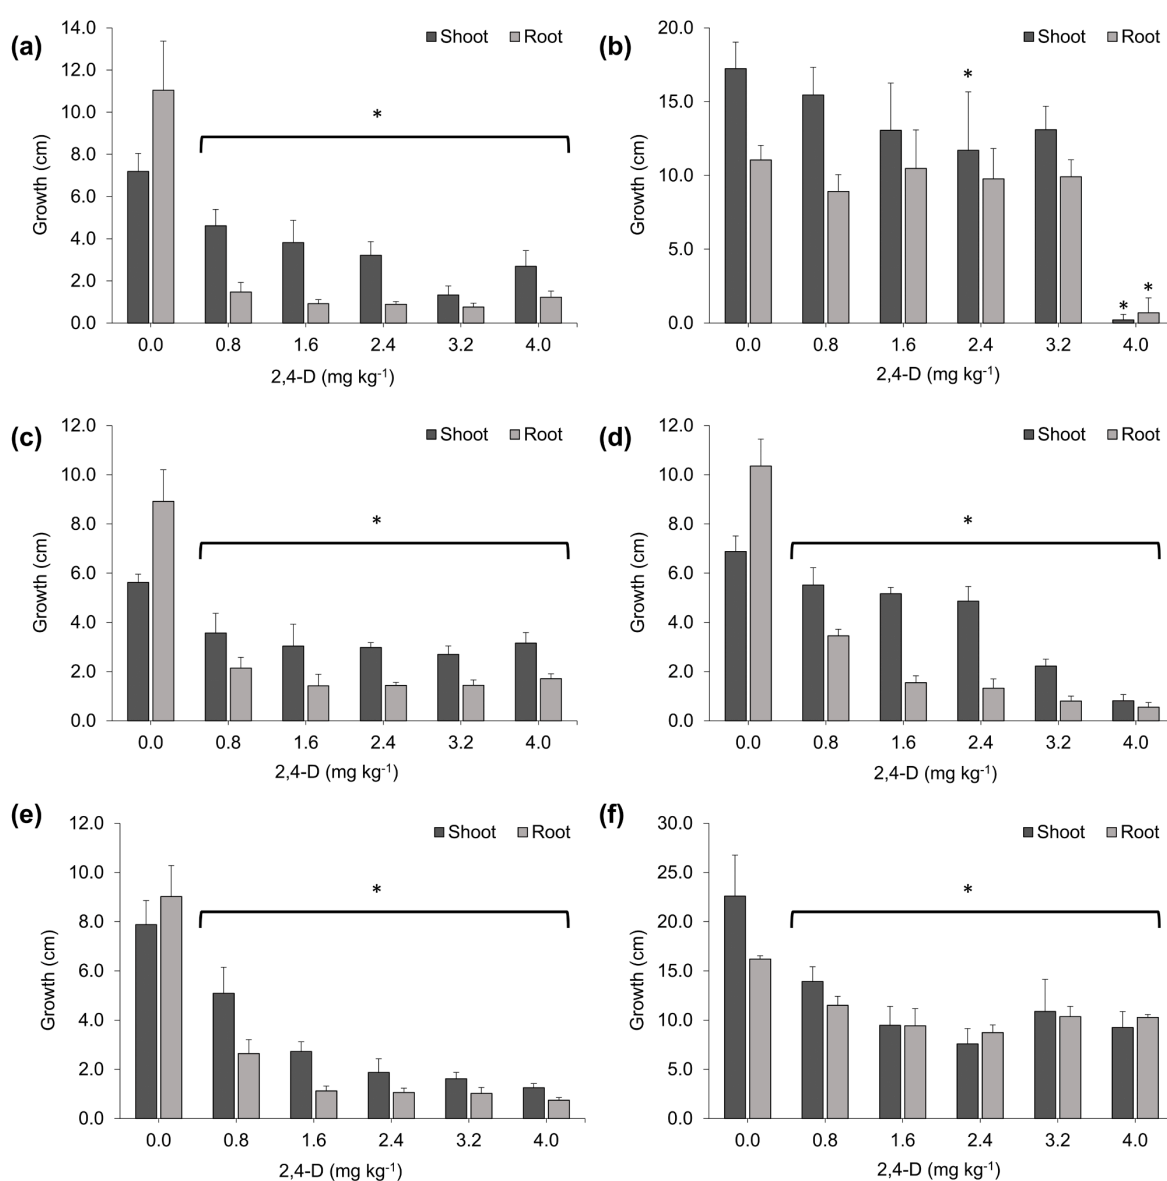 (a)
Shoot Root
14.0
12.0
10.0
8.0
6.0
4.0
2.0
0.0
Growth (cm)
*
0.0 0.8 1.6 2.4 3.2 4.0
2,4-D (mg kg-1)
(b)
Shoot Root
20.0
15.0
10.0
5.0
0.0
Growth (cm)
*
* *
0.0 0.8 1.6 2.4 3.2 4.0
2,4-D (mg kg-1)
(c)
Shoot Root
12.0
10.0
8.0
6.0
4.0
2.0
0.0
Growth (cm)
*
0.0 0.8 1.6 2.4 3.2 4.0
2,4-D (mg kg-1)
(d)
Shoot Root
12.0
10.0
8.0
6.0
4.0
2.0
0.0
Growth (cm)
*
0.0 0.8 1.6 2.4 3.2 4.0
2,4-D (mg kg-1)
(e)
Shoot Root
12.0
10.0
8.0
6.0
4.0
2.0
0.0
Growth (cm)
*
0.0 0.8 1.6 2.4 3.2 4.0
2,4-D (mg kg-1)
(f)
Shoot Root
30.0
25.0
20.0
15.0
10.0
5.0
0.0
Growth (cm)
*
0.0 0.8 1.6 2.4 3.2 4.0
2,4-D (mg kg-1)